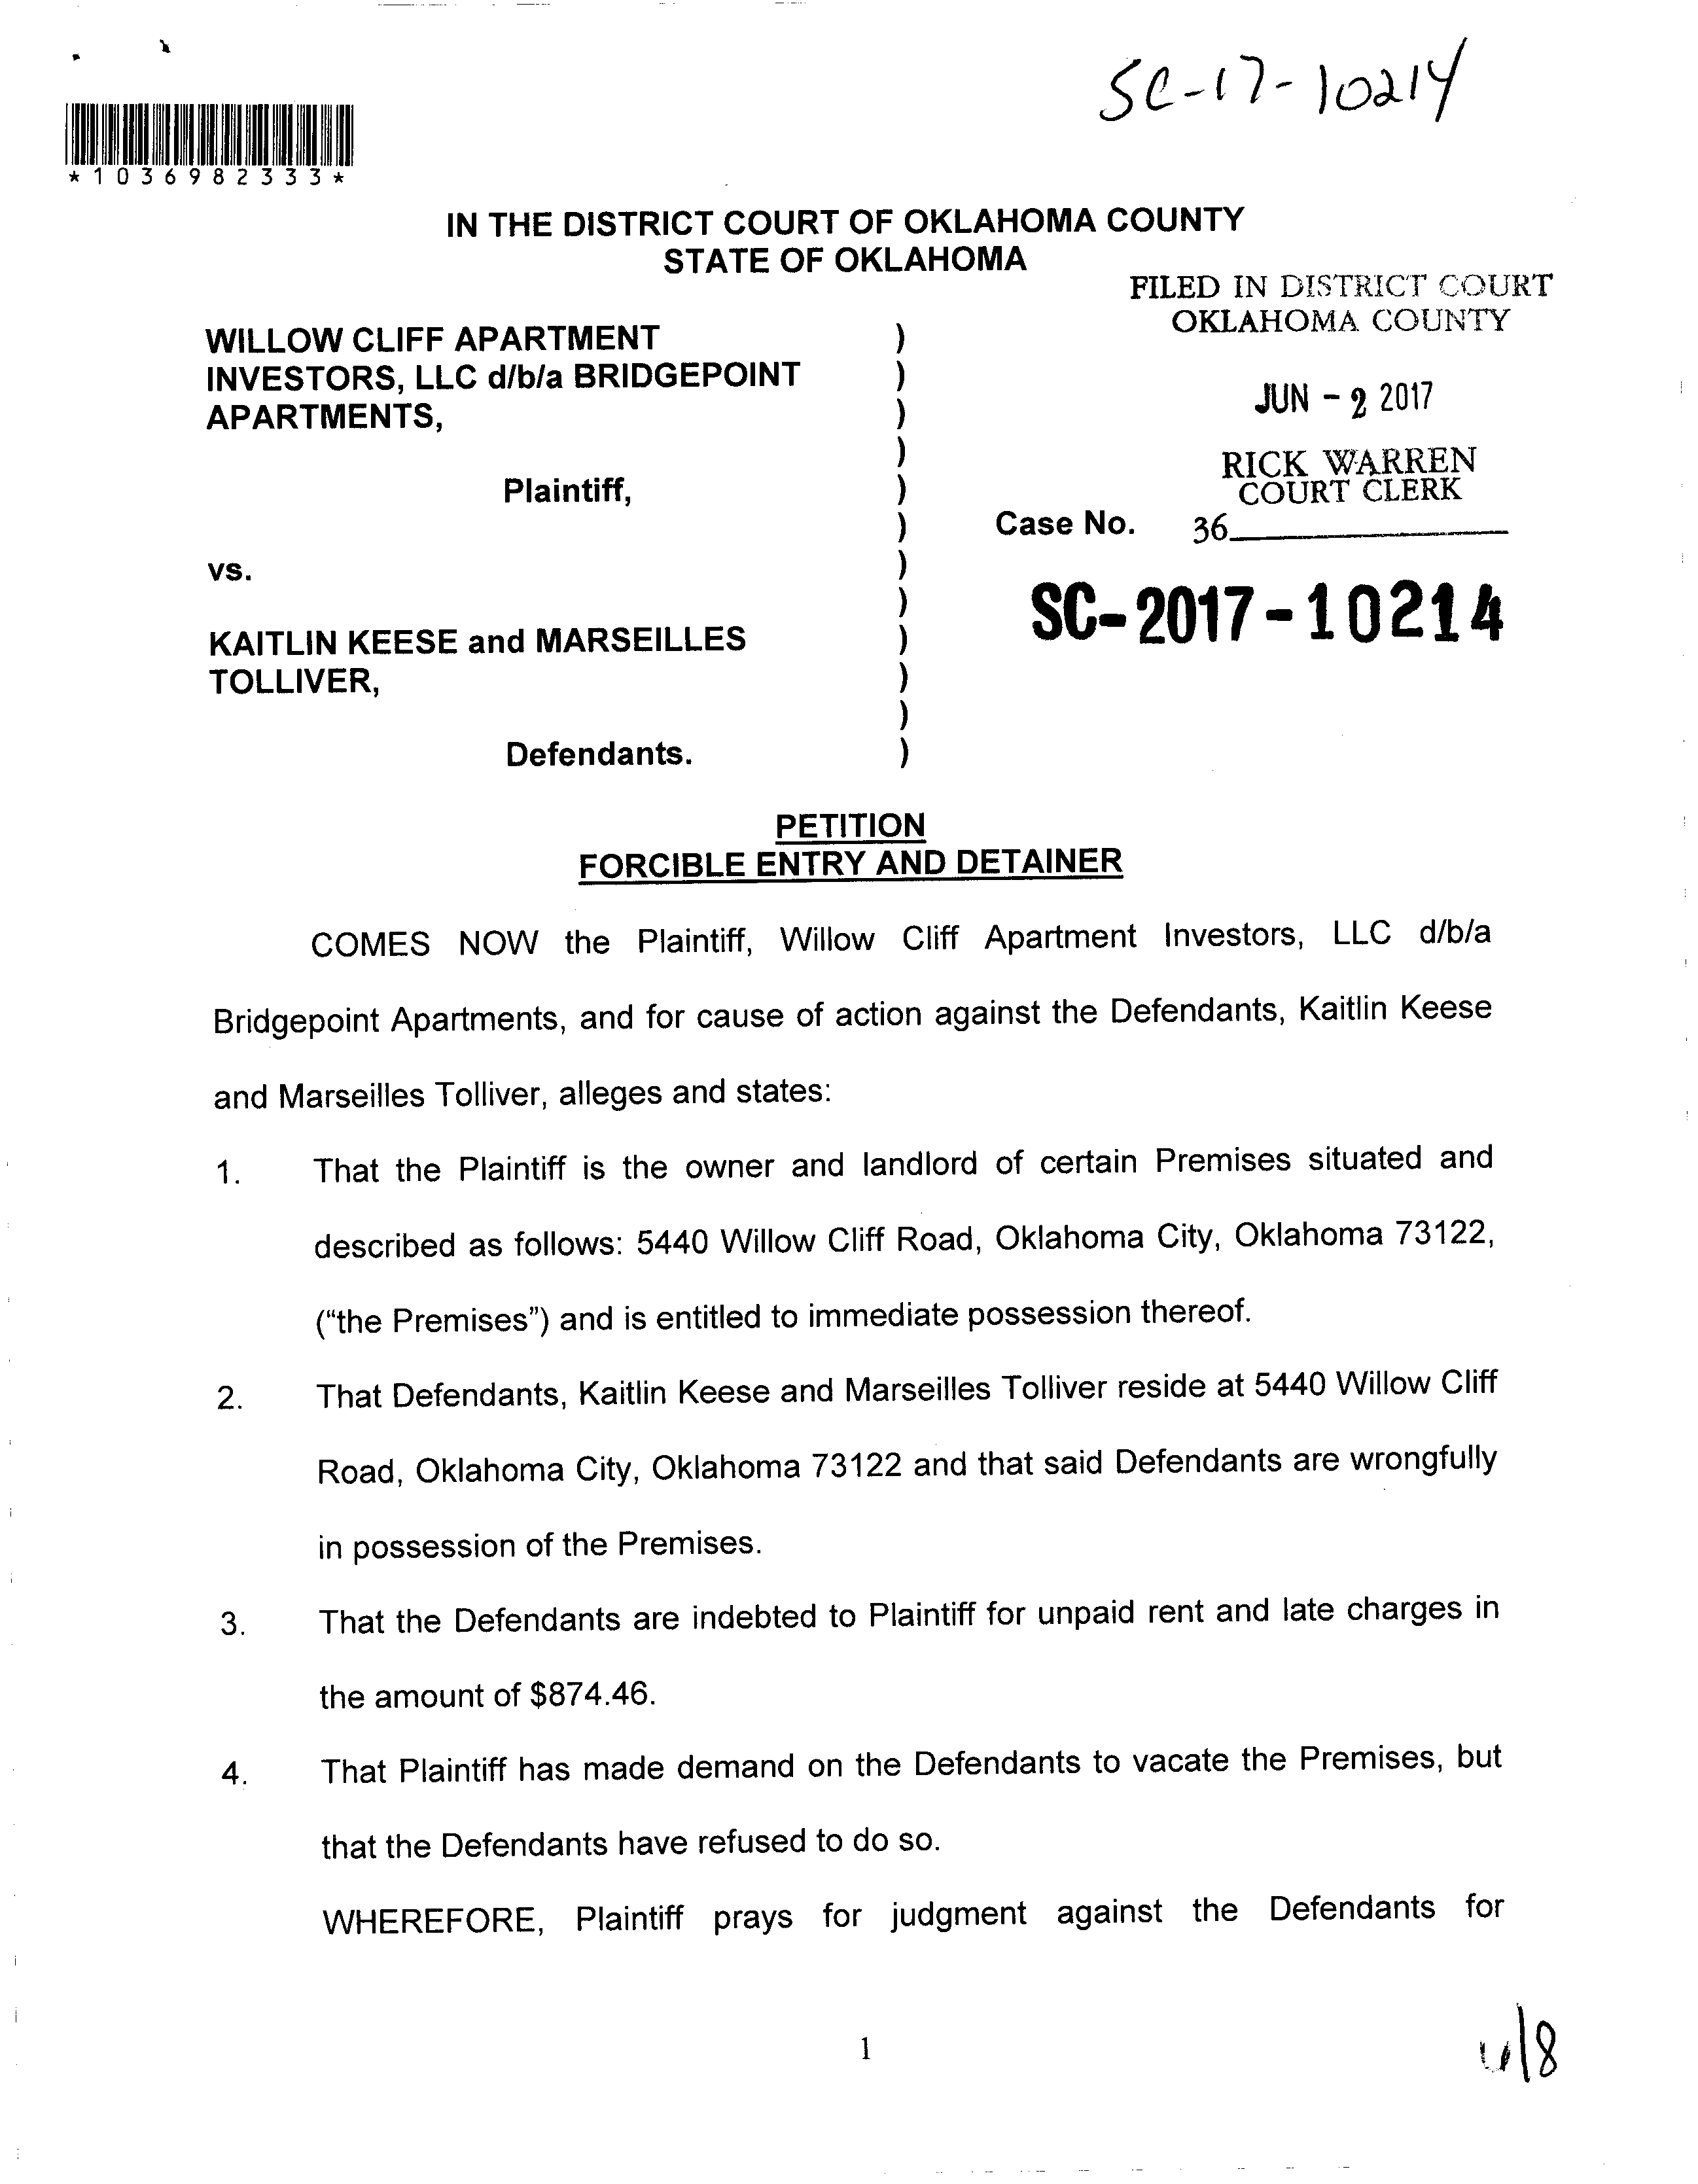 SC-17-10214
*1036982333*
IN THE DISTRICT COURT OF OKLAHOMA COUNTY
STATE OF OKLAHOMA
FILED IN DISTRICT COURT
OKLAHOMA COUNTY
WILLOW CLIFF APARTMENT )
INVESTORS, LLC d/b/a BRIDGEPOINT )
APARTMENTS, )
JUN - 2 2017
)
RICK WARREN
Plaintiff, )
COURT CLERK
) Case No. 36
vs. )
) SC-2017-10214
KAITLIN KEESE and MARSEILLES )
TOLLIVER, )
)
Defendants. )
PETITION
FORCIBLE ENTRY AND DETAINER
COMES NOW the Plaintiff, Willow Cliff Apartment Investors, LLC d/b/a
Bridgepoint Apartments, and for cause of action against the Defendants, Kaitlin Keese
and Marseilles Tolliver, alleges and states:
1. That the Plaintiff is the owner and landlord of certain Premises situated and
described as follows: 5440 Willow Cliff Road, Oklahoma City, Oklahoma 73122,
(“the Premises”) and is entitled to immediate possession thereof.
2. That Defendants, Kaitlin Keese and Marseilles Tolliver reside at 5440 Willow Cliff
Road, Oklahoma City, Oklahoma 73122 and that said Defendants are wrongfully
in possession of the Premises.
3. That the Defendants are indebted to Plaintiff for unpaid rent and late charges in
the amount of $874.46.
4. That Plaintiff has made demand on the Defendants to vacate the Premises, but
that the Defendants have refused to do so.
WHEREFORE, Plaintiff prays for judgment against the Defendants for
1